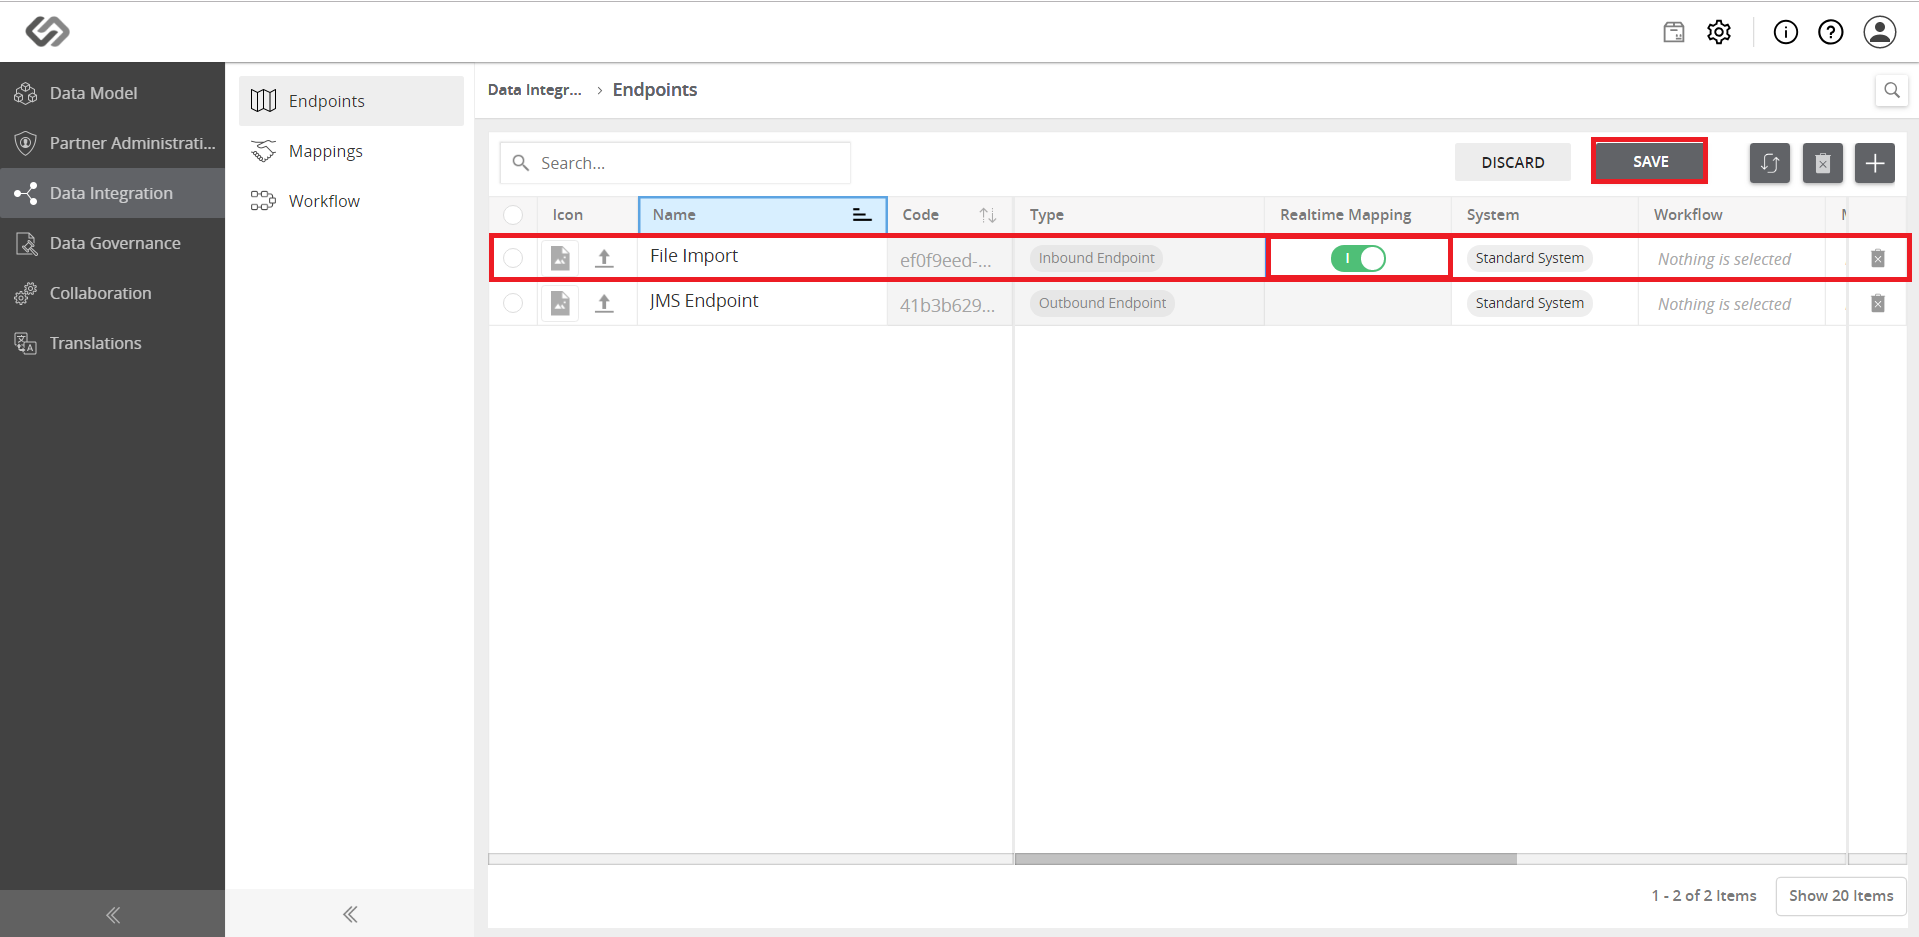 Data Model
Partner Administrati...
Data Integration
Data Governance
Collaboration
Translations
Endpoints
Mappings
Workflow
Data Integr... › Endpoints
Search...
DISCARD
SAVE
Icon Name Code Type Realtime Mapping System Workflow
File Import ef0f9eed-... Inbound Endpoint Standard System Nothing is selected
JMS Endpoint 41b3b629... Outbound Endpoint Standard System Nothing is selected
1 - 2 of 2 Items
Show 20 Items